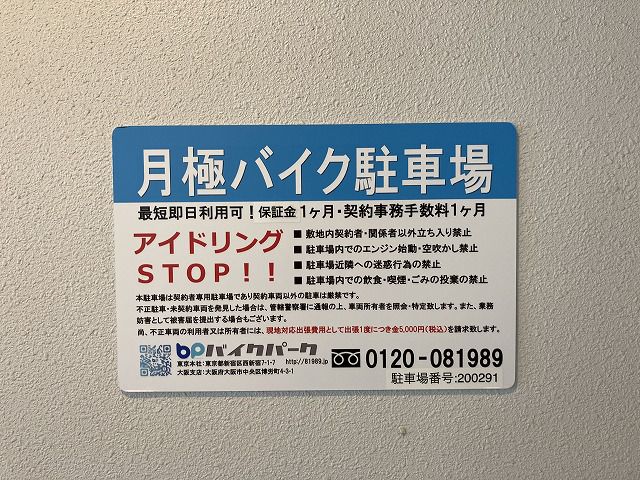 月極バイク駐車場
最短即日利用可！保証金1ヶ月・契約事務手数料1ヶ月
アイドリング
STOP！！
■ 敷地内契約者・関係者以外立ち入り禁止
■ 駐車場内でのエンジン始動・空吹かし禁止
■ 駐車場近隣への迷惑行為の禁止
■ 駐車場内での飲食・喫煙・ごみの投棄の禁止
本駐車場は契約者専用駐車場であり契約車両以外の駐車は厳禁です。
不正駐車・未契約車両を発見した場合は、管轄警察署に通報の上、車両所有者を照会・特定致します。また、業務
妨害として被害届を提出する場合もございます。
尚、不正車両の利用者又は所有者には、現地対応出張費用として出張1度につき金5,000円(税込)を請求致します。
bp バイクパーク
東京本社:東京都新宿区西新宿7-1-7 http://81989.jp
大阪支店:大阪府大阪市中央区博労町4-3-1
0120-081989
駐車場番号:200291